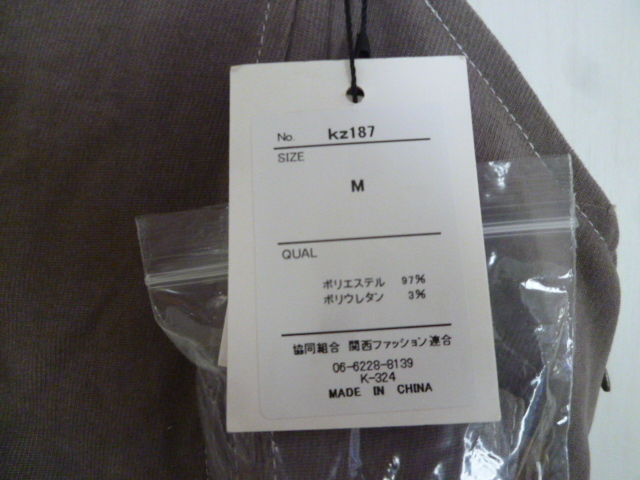 No. kz187
SIZE
M
QUAL
ポリエステル 97%
ポリウレタン 3%
協同組合 関西ファッション連合
06-6228-8139
K-324
MADE IN CHINA